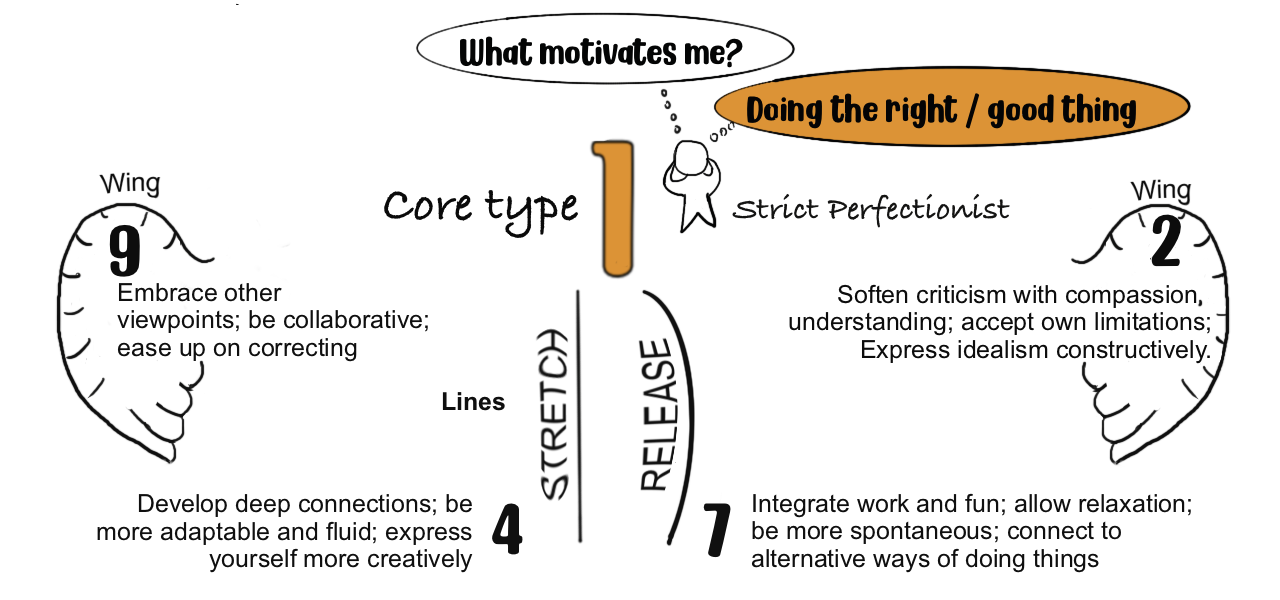 What motivates me?
Doing the right / good thing
Core type 1
Strict Perfectionist
Wing
9
Embrace other
viewpoints; be collaborative;
ease up on correcting
Wing
2
Soften criticism with compassion,
understanding; accept own limitations;
Express idealism constructively.
Lines
STRETCH
RELEASE
Develop deep connections; be
more adaptable and fluid; express
yourself more creatively
4
7
Integrate work and fun; allow relaxation;
be more spontaneous; connect to
alternative ways of doing things